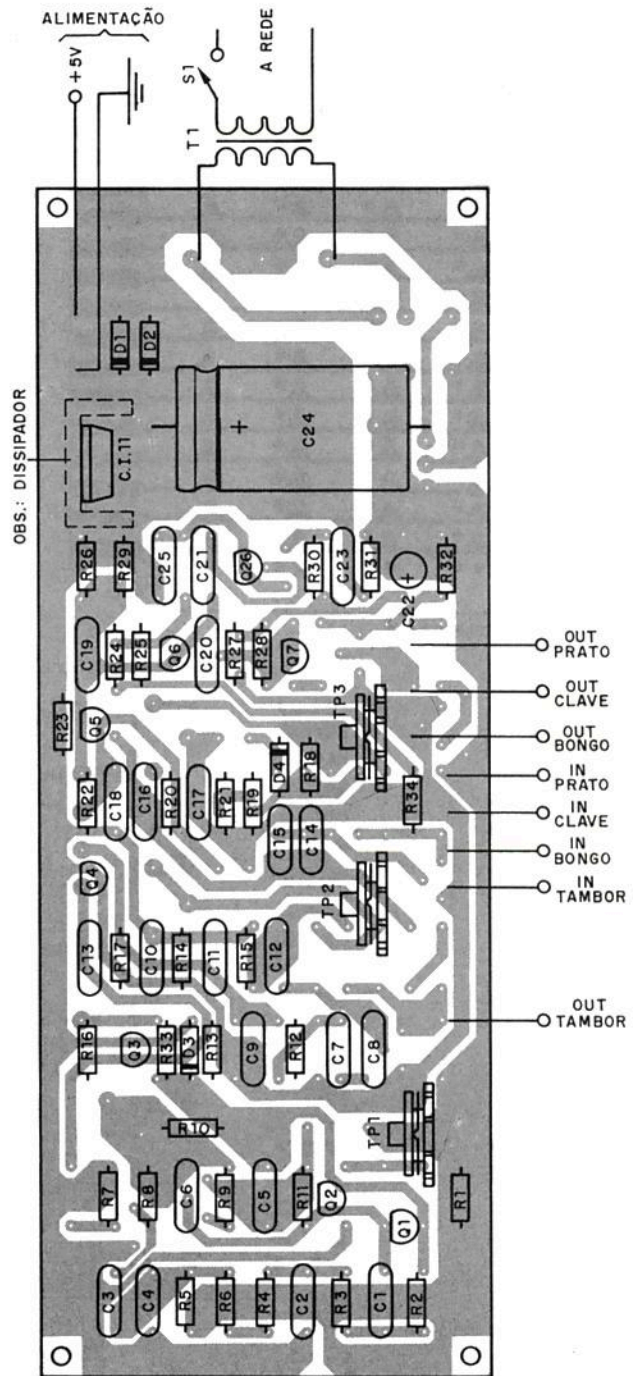 ALIMENTAÇÃO
+5V
S1
A REDE
T1
D1
D2
OBS.: DISSIPADOR
C.I.11
+
C24
R26
R29
C25
C21
Q26
R30
C23
R31
+
C22
R32
C19
R24
R25
Q6
C20
R27
R28
Q7
OUT
PRATO
OUT
CLAVE
OUT
BONGO
IN
PRATO
IN
CLAVE
IN
BONGO
IN
TAMBOR
OUT
TAMBOR
R23
Q5
TP3
D4
R18
R22
C18
C16
R20
C17
R21
R19
R34
C15
C14
Q4
TP2
C13
R17
C10
R14
C11
R15
C12
R16
Q3
R33
D3
R13
C9
R12
C7
C8
R10
TP1
R7
R8
C6
R9
C5
R11
Q2
Q1
R1
C3
C4
R5
R6
R4
C2
R3
C1
R2